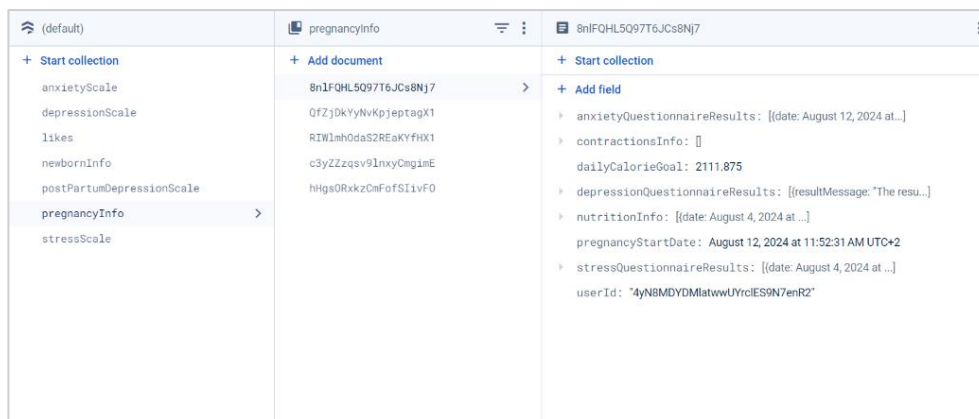 (default)
+ Start collection
anxietyScale
depressionScale
likes
newbornInfo
postPartumDepressionScale
pregnancyInfo
stressScale
pregnancyInfo
+ Add document
8nlFQHL5Q97T6JCs8Nj7
QfZjDkYyNvKpjeptagX1
RIWlmhOdaS2REaKYfHX1
c3yZZzqsv9lnxyCmgimE
hHgsORxkzCmFofSIivFO
8nlFQHL5Q97T6JCs8Nj7
+ Start collection
+ Add field
anxietyQuestionnaireResults: [{date: August 12, 2024 at...]
contractionsInfo: []
dailyCalorieGoal: 2111.875
depressionQuestionnaireResults: [{resultMessage: "The resu...]
nutritionInfo: [{date: August 4, 2024 at ...]
pregnancyStartDate: August 12, 2024 at 11:52:31 AM UTC+2
stressQuestionnaireResults: [{date: August 4, 2024 at ...]
userId: "4yN8MDYDMlatwwUYrclES9N7enR2"